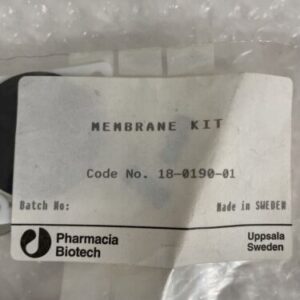 MEMBRANE KIT
Code No. 18-0190-01
Batch No: Made in SWEDEN
Pharmacia
Biotech
Uppsala
Sweden